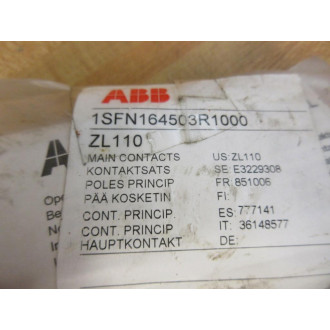 ABB
1SFN164503R1000
ZL110
MAIN CONTACTS US: ZL110
KONTAKTSATS SE: E3229308
POLES PRINCIP FR: 851006
PÄÄ KOSKETIN FI:
CONT. PRINCIP. ES: 777141
CONT. PRINCIP. IT: 36148577
HAUPTKONTAKT DE: